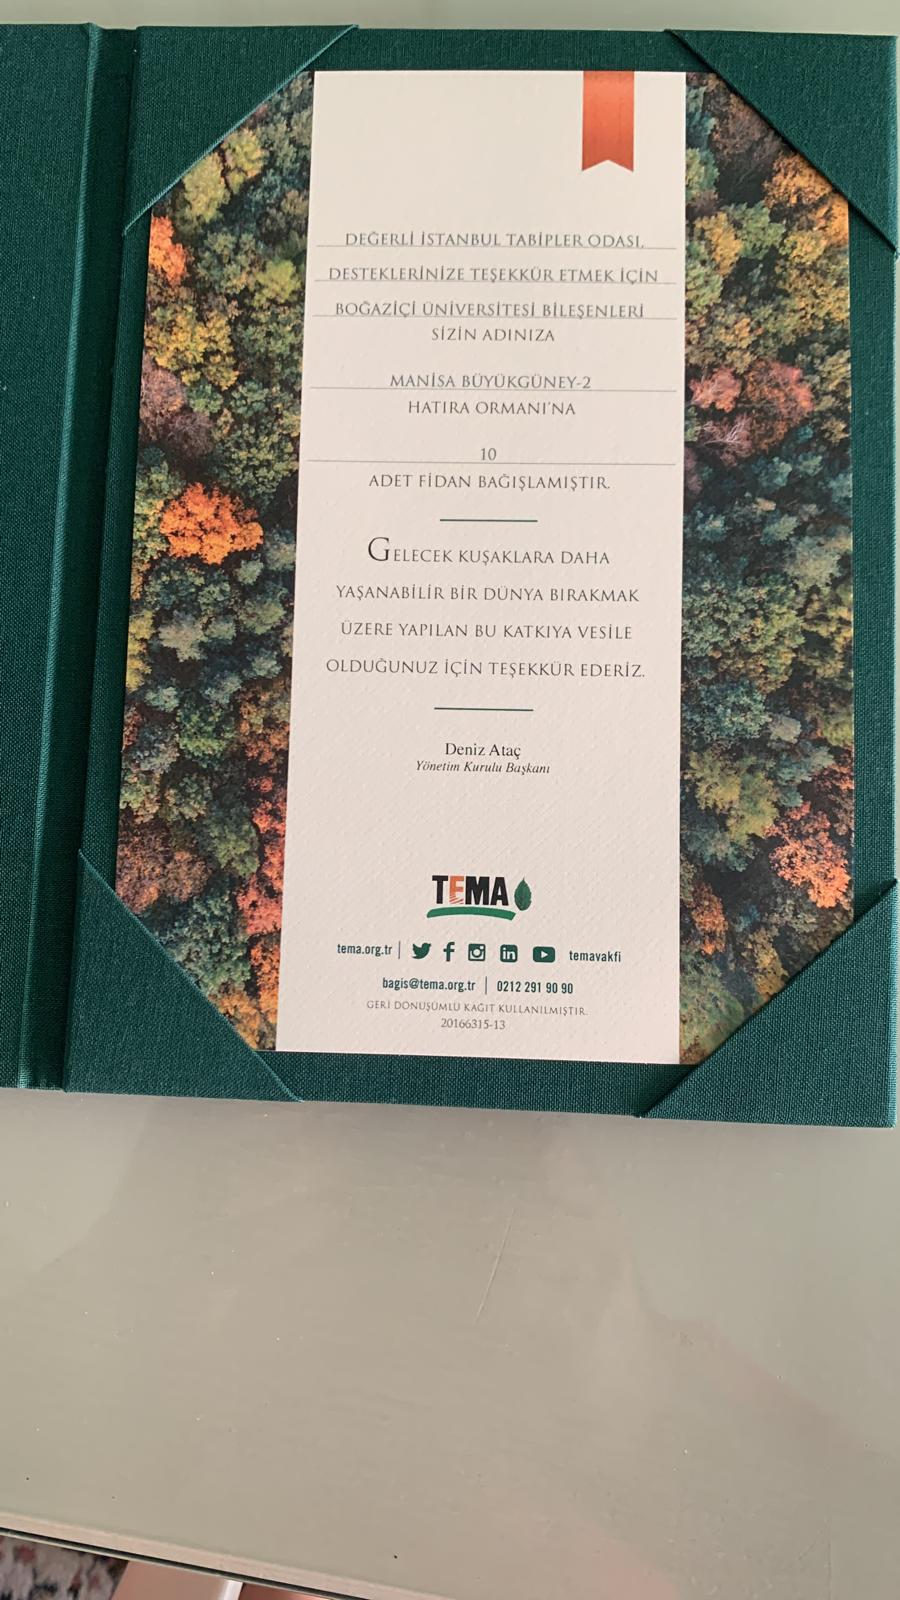 DEĞERLİ İSTANBUL TABİPLER ODASI,
DESTEKLERİNİZE TEŞEKKÜR ETMEK İÇİN
BOĞAZİÇİ ÜNİVERSİTESİ BİLEŞENLERİ
SİZİN ADINIZA
MANİSA BÜYÜKGÜNEY-2
HATIRA ORMANI'NA
10
ADET FİDAN BAĞIŞLAMIŞTIR.
GELECEK KUŞAKLARA DAHA
YAŞANABİLİR BİR DÜNYA BIRAKMAK
ÜZERE YAPILAN BU KATKIYA VESİLE
OLDUĞUNUZ İÇİN TEŞEKKÜR EDERİZ.
Deniz Ataç
Yönetim Kurulu Başkanı
TEMA
tema.org.tr | temavakfi
bagis@tema.org.tr | 0212 291 90 90
GERİ DÖNÜŞÜMLÜ KAĞIT KULLANILMIŞTIR.
20166315-13